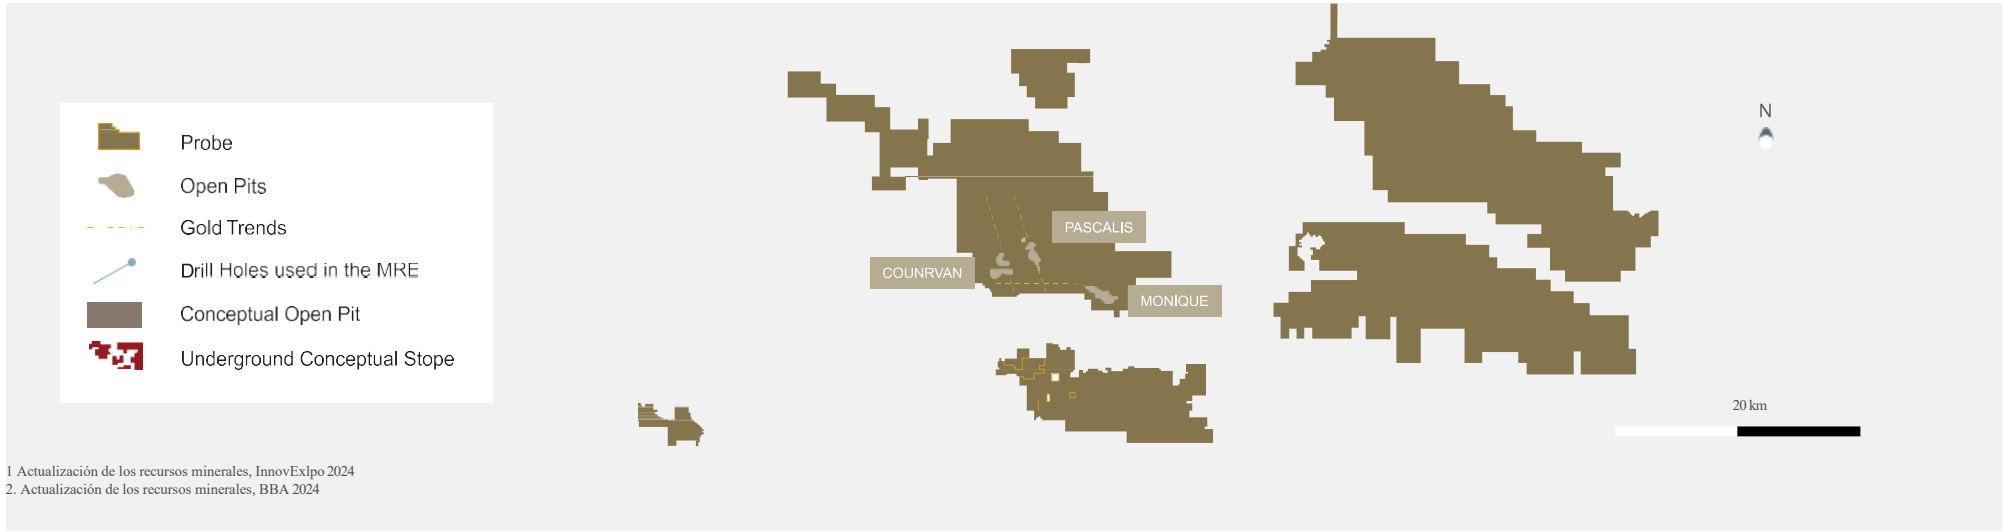 Probe
Open Pits
Gold Trends
Drill Holes used in the MRE
Conceptual Open Pit
Underground Conceptual Stope
PASCALIS
COUNRVAN
MONIQUE
N
20 km
1 Actualización de los recursos minerales, InnovExlpo 2024
2. Actualización de los recursos minerales, BBA 2024